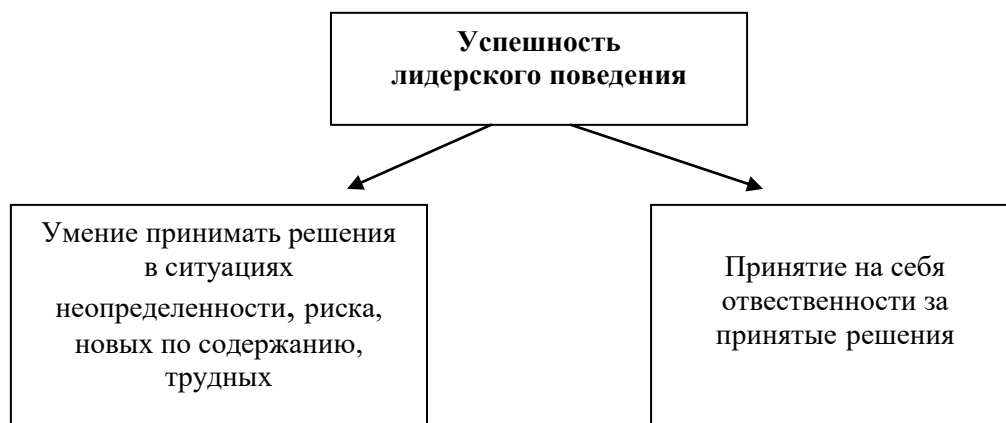 Успешность
лидерского поведения
Умение принимать решения
в ситуациях
неопределенности, риска,
новых по содержанию,
трудных
Принятие на себя
отвественности за
принятые решения